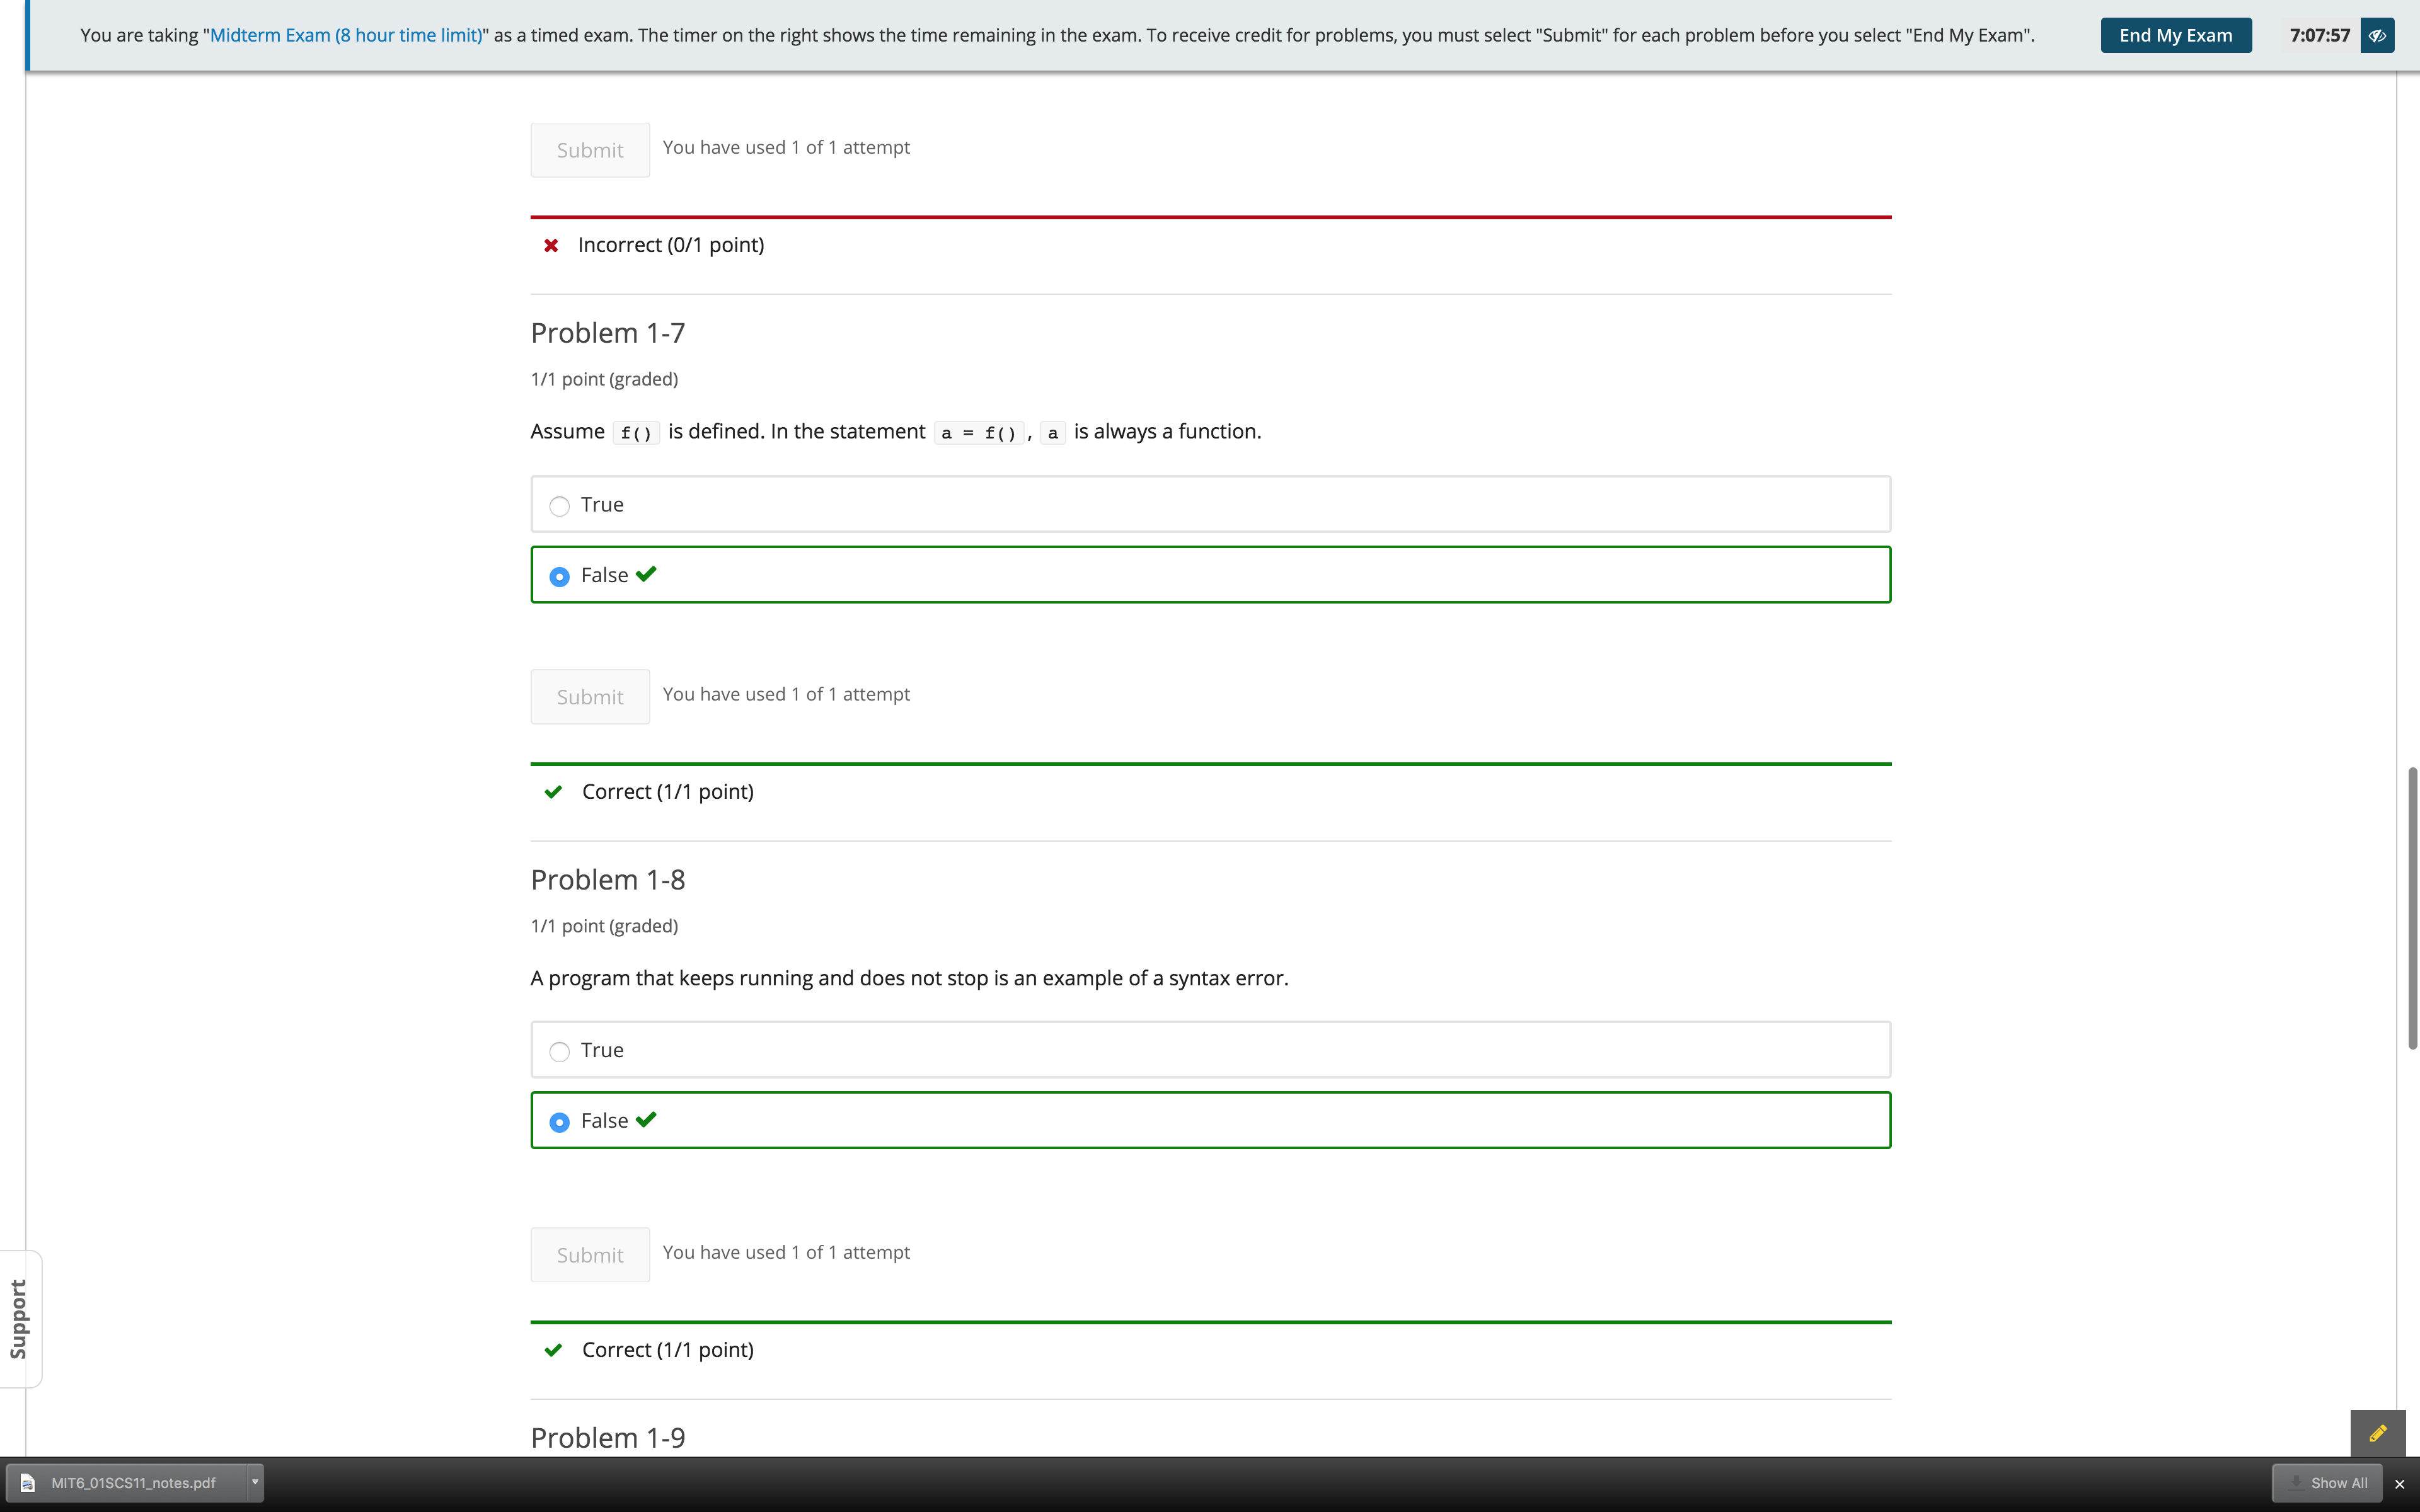 You are taking "Midterm Exam (8 hour time limit)" as a timed exam. The timer on the right shows the time remaining in the exam. To receive credit for problems, you must select "Submit" for each problem before you select "End My Exam".
End My Exam
7:07:57
Submit
You have used 1 of 1 attempt
Incorrect (0/1 point)
Problem 1-7
1/1 point (graded)
Assume f() is defined. In the statement a = f() , a is always a function.
True
False
Submit
You have used 1 of 1 attempt
Correct (1/1 point)
Problem 1-8
1/1 point (graded)
A program that keeps running and does not stop is an example of a syntax error.
True
False
Submit
You have used 1 of 1 attempt
Correct (1/1 point)
Support
Problem 1-9
MIT6_01SCS11_notes.pdf
Show All